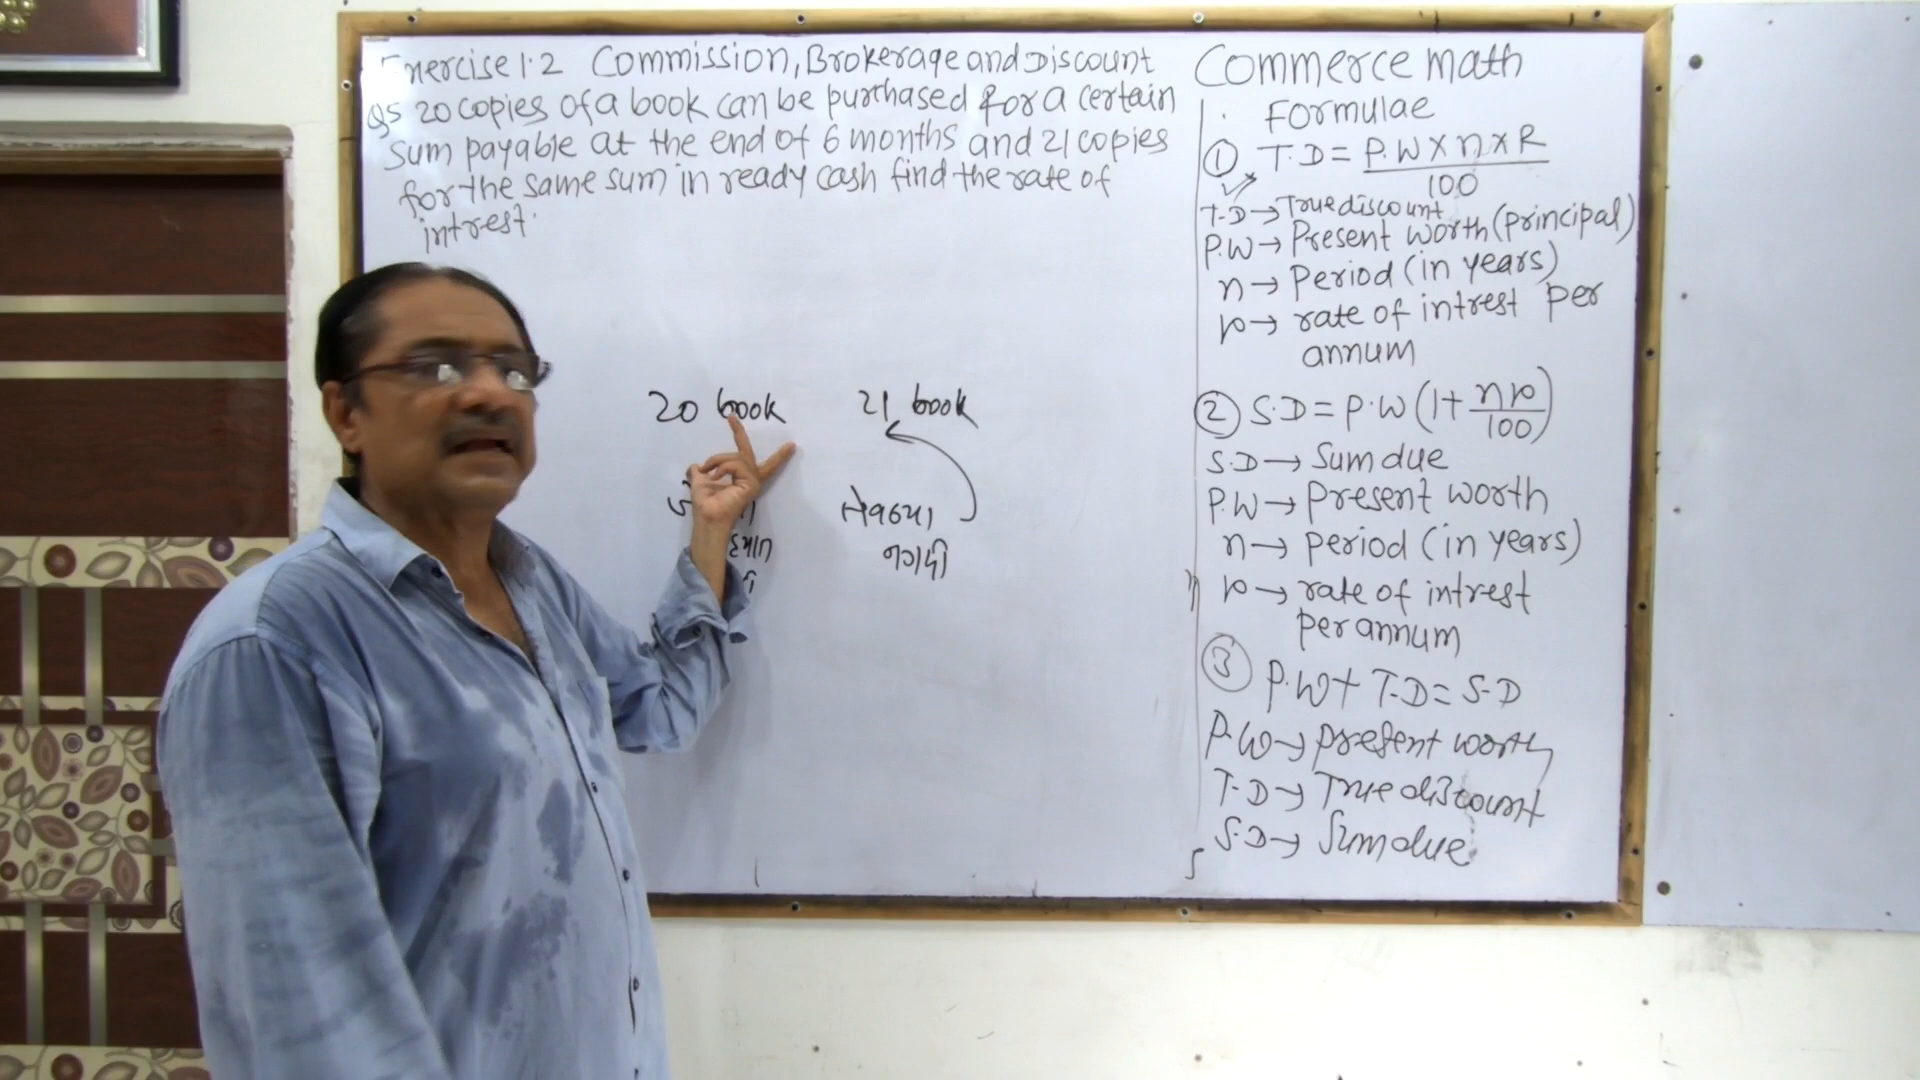 Exercise 1.2 Commission, Brokerage and Discount
Q5 20 copies of a book can be purchased for a certain
sum payable at the end of 6 months and 21 copies
for the same sum in ready cash find the rate of
intrest.
20 book 21 book
Commerce math
Formulae
① T.D = P.W x n x R
100
T.D → True discount
P.W → Present worth (principal)
n → Period (in years)
r → rate of intrest per
annum
② S.D = P.W (1 + nr/100)
S.D → Sum due
P.W → Present worth
n → period (in years)
r → rate of intrest
per annum
③ P.W + T.D = S.D
P.W → present worth
T.D → True discount
S.D → Sum due